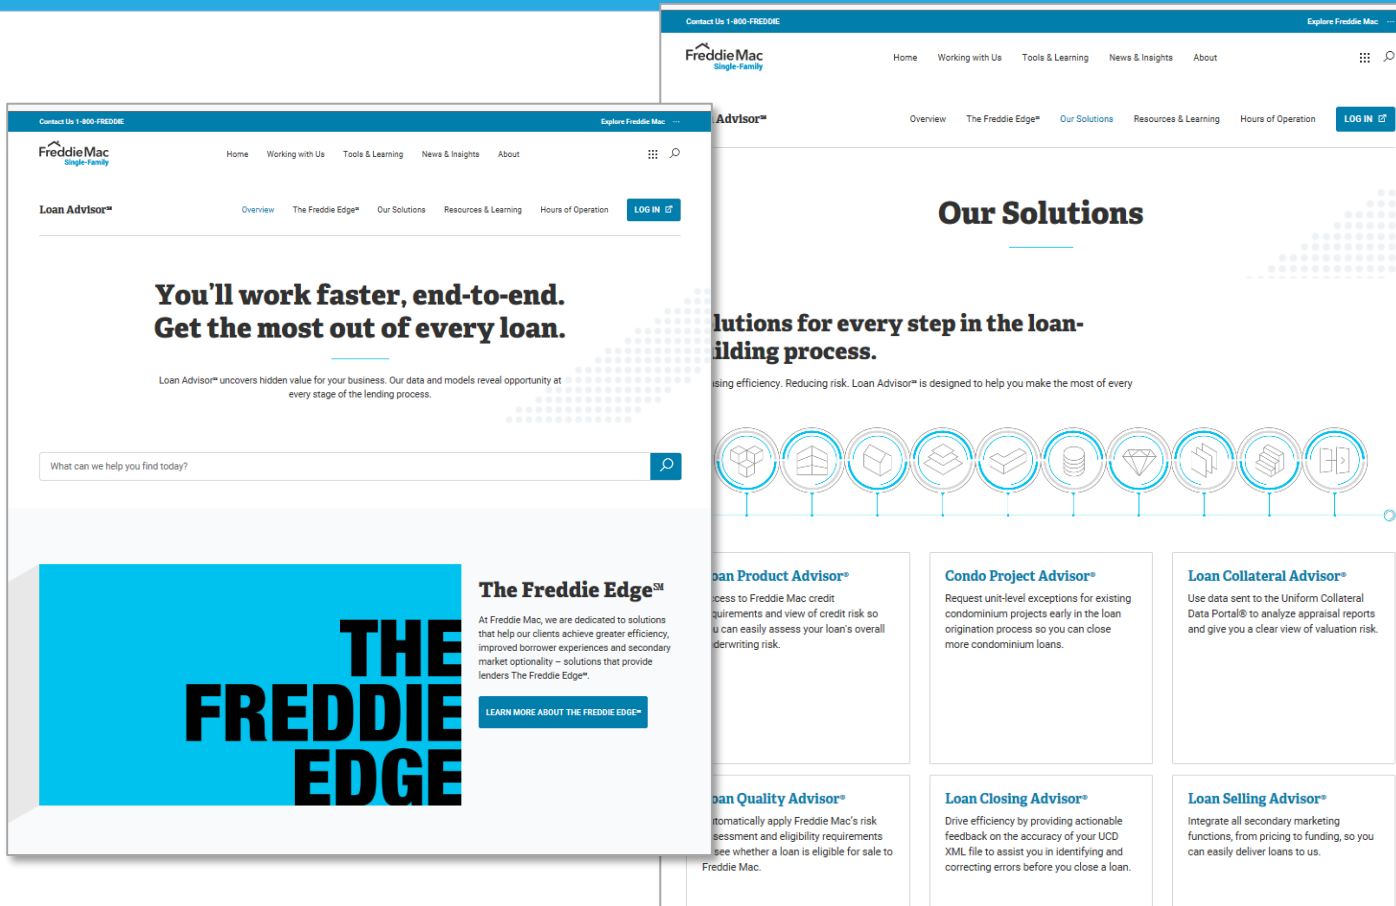 Contact Us 1-800-FREDDIE
Explore Freddie Mac ...
Freddie Mac
Single-Family
Home Working with Us Tools & Learning News & Insights About
Loan Advisor℠
Overview The Freddie Edge℠ Our Solutions Resources & Learning Hours of Operation LOG IN
You'll work faster, end-to-end.
Get the most out of every loan.
Loan Advisor℠ uncovers hidden value for your business. Our data and models reveal opportunity at
every stage of the lending process.
What can we help you find today?
THE
FREDDIE
EDGE
The Freddie Edge℠
At Freddie Mac, we are dedicated to solutions
that help our clients achieve greater efficiency,
improved borrower experiences and secondary
market optionality – solutions that provide
lenders The Freddie Edge℠.
LEARN MORE ABOUT THE FREDDIE EDGE℠
Contact Us 1-800-FREDDIE
Explore Freddie Mac ...
Freddie Mac
Single-Family
Home Working with Us Tools & Learning News & Insights About
Advisor℠
Overview The Freddie Edge℠ Our Solutions Resources & Learning Hours of Operation LOG IN
Our Solutions
lutions for every step in the loan-
ilding process.
sing efficiency. Reducing risk. Loan Advisor℠ is designed to help you make the most of every
oan Product Advisor®
cess to Freddie Mac credit
quirements and view of credit risk so
u can easily assess your loan's overall
derwriting risk.
Condo Project Advisor®
Request unit-level exceptions for existing
condominium projects early in the loan
origination process so you can close
more condominium loans.
Loan Collateral Advisor®
Use data sent to the Uniform Collateral
Data Portal® to analyze appraisal reports
and give you a clear view of valuation risk.
oan Quality Advisor®
tomatically apply Freddie Mac's risk
sessment and eligibility requirements
see whether a loan is eligible for sale to
Freddie Mac.
Loan Closing Advisor®
Drive efficiency by providing actionable
feedback on the accuracy of your UCD
XML file to assist you in identifying and
correcting errors before you close a loan.
Loan Selling Advisor®
Integrate all secondary marketing
functions, from pricing to funding, so you
can easily deliver loans to us.